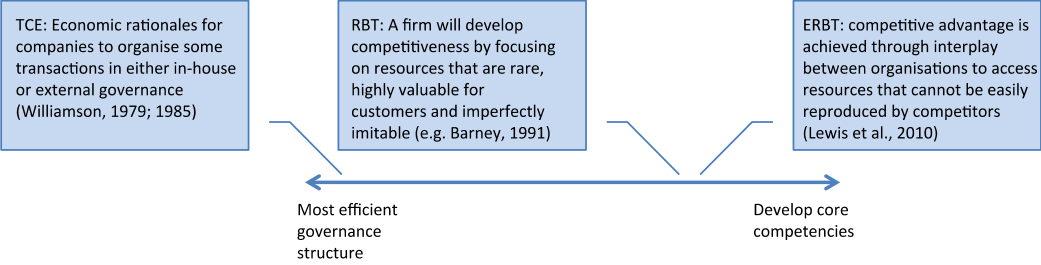 TCE: Economic rationales for
companies to organise some
transactions in either in-house
or external governance
(Williamson, 1979; 1985)
RBT: A firm will develop
competitiveness by focusing
on resources that are rare,
highly valuable for
customers and imperfectly
imitable (e.g. Barney, 1991)
ERBT: competitive advantage is
achieved through interplay
between organisations to access
resources that cannot be easily
reproduced by competitors
(Lewis et al., 2010)
Most efficient
governance
structure
Develop core
competencies